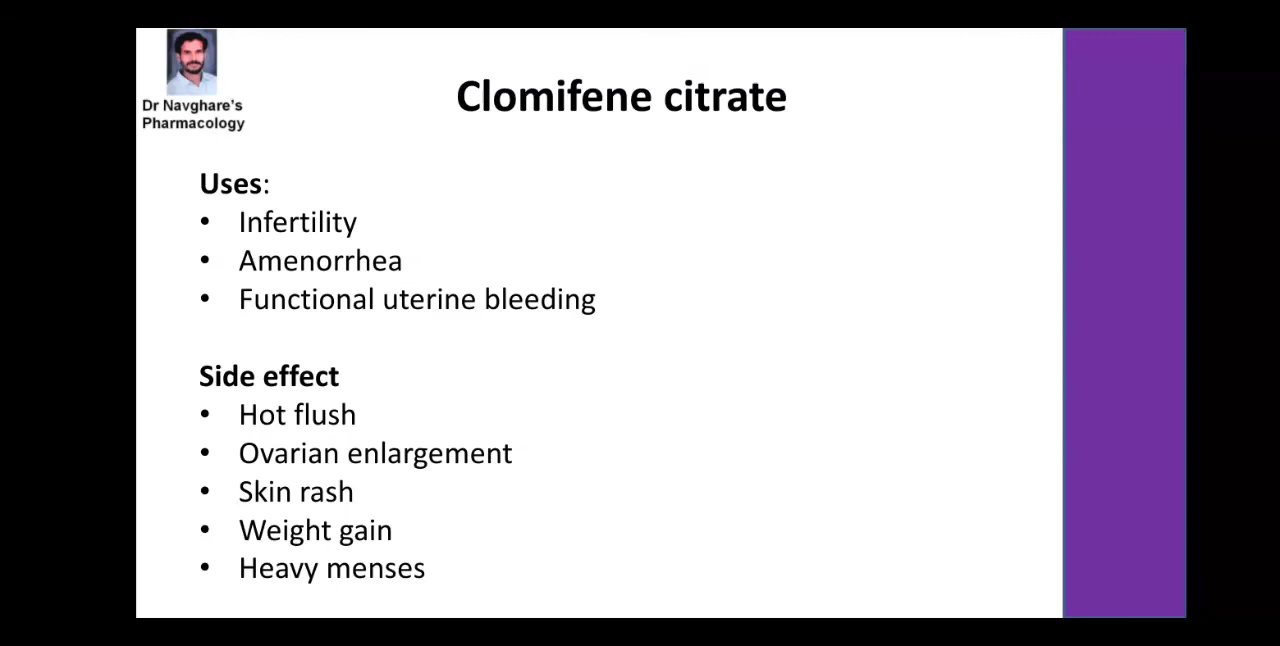 Dr Navghare's
Pharmacology
Clomifene citrate
Uses:
• Infertility
• Amenorrhea
• Functional uterine bleeding
Side effect
• Hot flush
• Ovarian enlargement
• Skin rash
• Weight gain
• Heavy menses